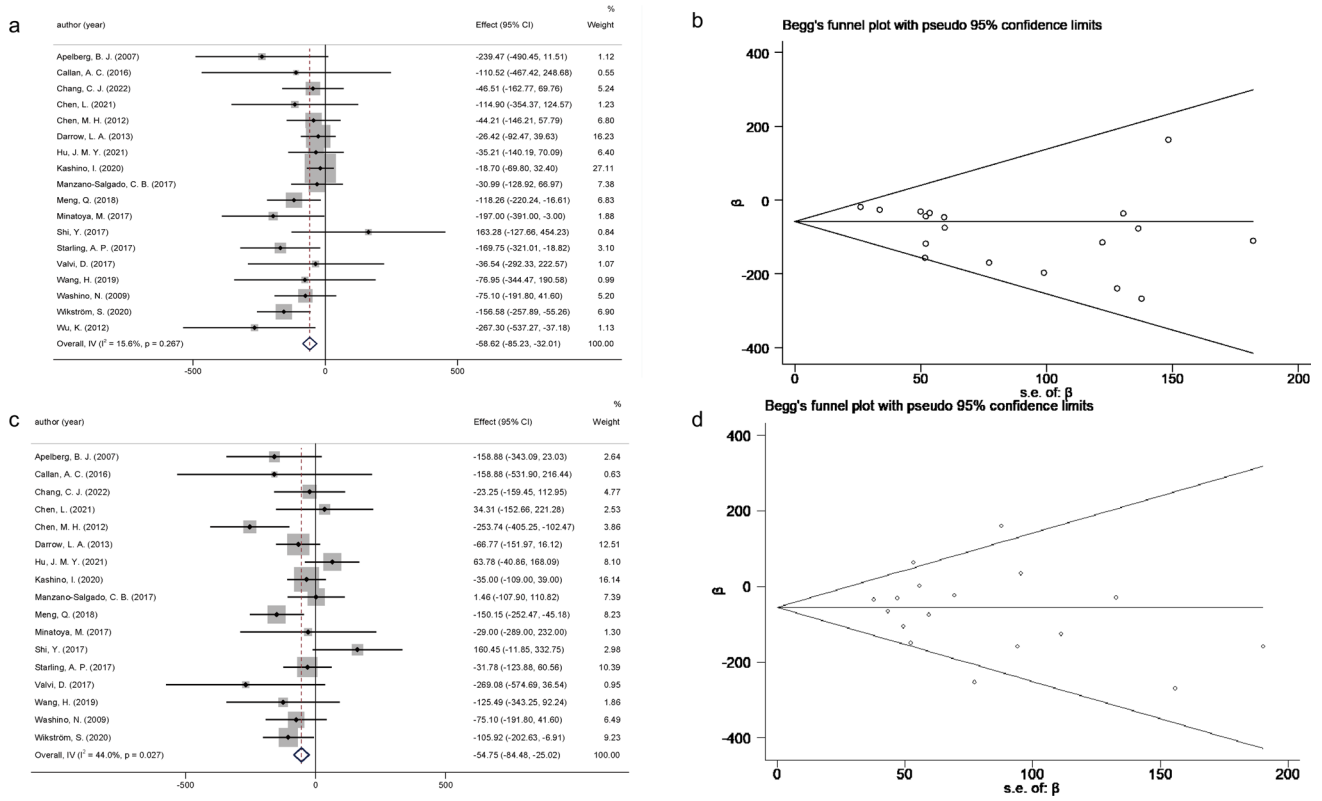 a
%
author (year) Effect (95% CI) Weight
Apelberg, B. J. (2007) -239.47 (-490.45, 11.51) 1.12
Callan, A. C. (2016) -110.52 (-467.42, 248.68) 0.55
Chang, C. J. (2022) -46.51 (-162.77, 69.76) 5.24
Chen, L. (2021) -114.90 (-354.37, 124.57) 1.23
Chen, M. H. (2012) -44.21 (-146.21, 57.79) 6.80
Darrow, L. A. (2013) -26.42 (-92.47, 39.63) 16.23
Hu, J. M. Y. (2021) -35.21 (-140.19, 70.09) 6.40
Kashino, I. (2020) -18.70 (-69.80, 32.40) 27.11
Manzano-Salgado, C. B. (2017) -30.99 (-128.92, 66.97) 7.38
Meng, Q. (2018) -118.26 (-220.24, -16.61) 6.83
Minatoya, M. (2017) -197.00 (-391.00, -3.00) 1.88
Shi, Y. (2017) 163.28 (-127.66, 454.23) 0.84
Starling, A. P. (2017) -169.75 (-321.01, -18.82) 3.10
Valvi, D. (2017) -36.54 (-292.33, 222.57) 1.07
Wang, H. (2019) -76.95 (-344.47, 190.58) 0.99
Washino, N. (2009) -75.10 (-191.80, 41.60) 5.20
Wikström, S. (2020) -156.58 (-257.89, -55.26) 6.90
Wu, K. (2012) -267.30 (-537.27, -37.18) 1.13
Overall, IV (I² = 15.6%, p = 0.267) -58.62 (-85.23, -32.01) 100.00
-500 0 500
b
Begg's funnel plot with pseudo 95% confidence limits
400
200
0
-200
-400
β
0 50 100 150 200
s.e. of: β
c
%
author (year) Effect (95% CI) Weight
Apelberg, B. J. (2007) -158.88 (-343.09, 23.03) 2.64
Callan, A. C. (2016) -158.88 (-531.90, 216.44) 0.63
Chang, C. J. (2022) -23.25 (-159.45, 112.95) 4.77
Chen, L. (2021) 34.31 (-152.66, 221.28) 2.53
Chen, M. H. (2012) -253.74 (-405.25, -102.47) 3.86
Darrow, L. A. (2013) -66.77 (-151.97, 16.12) 12.51
Hu, J. M. Y. (2021) 63.78 (-40.86, 168.09) 8.10
Kashino, I. (2020) -35.00 (-109.00, 39.00) 16.14
Manzano-Salgado, C. B. (2017) 1.46 (-107.90, 110.82) 7.39
Meng, Q. (2018) -150.15 (-252.47, -45.18) 8.23
Minatoya, M. (2017) -29.00 (-289.00, 232.00) 1.30
Shi, Y. (2017) 160.45 (-11.85, 332.75) 2.98
Starling, A. P. (2017) -31.78 (-123.88, 60.56) 10.39
Valvi, D. (2017) -269.08 (-574.69, 36.54) 0.95
Wang, H. (2019) -125.49 (-343.25, 92.24) 1.86
Washino, N. (2009) -75.10 (-191.80, 41.60) 6.49
Wikström, S. (2020) -105.92 (-202.63, -6.91) 9.23
Overall, IV (I² = 44.0%, p = 0.027) -54.75 (-84.48, -25.02) 100.00
-500 0 500
d
Begg's funnel plot with pseudo 95% confidence limits
400
200
0
-200
-400
β
0 50 100 150 200
s.e. of: β